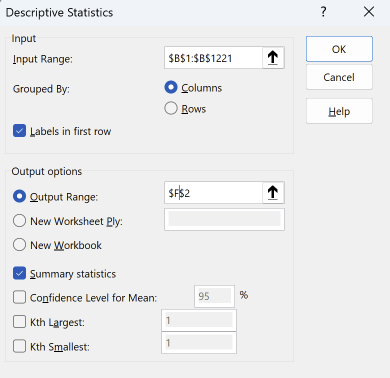 Descriptive Statistics ? ×
Input
Input Range: $B$1:$B$1221
OK
Cancel
Grouped By: Columns
Rows
Help
Labels in first row
Output options
Output Range: $F$2
New Worksheet Ply:
New Workbook
Summary statistics
Confidence Level for Mean: 95 %
Kth Largest: 1
Kth Smallest: 1